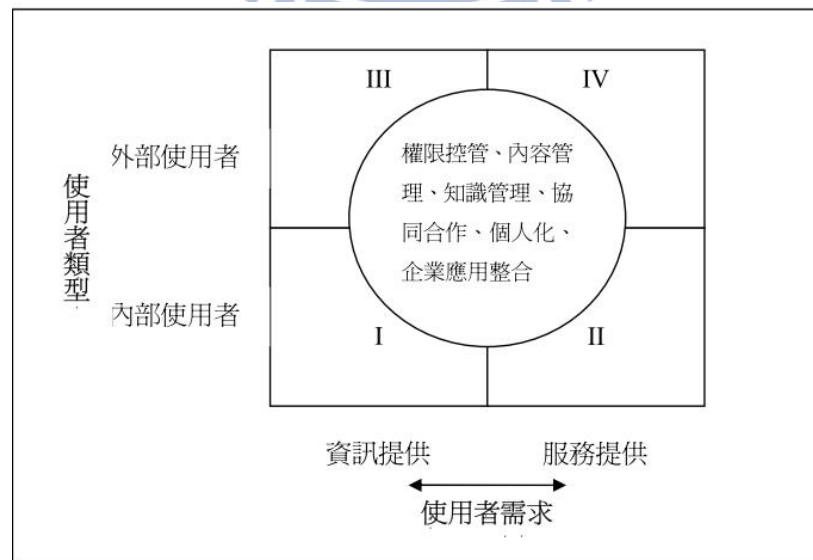 III
IV
外部使用者
權限控管、內容管
理、知識管理、協
同合作、個人化、
企業應用整合
使用者類型
內部使用者
I
II
資訊提供
服務提供
使用者需求